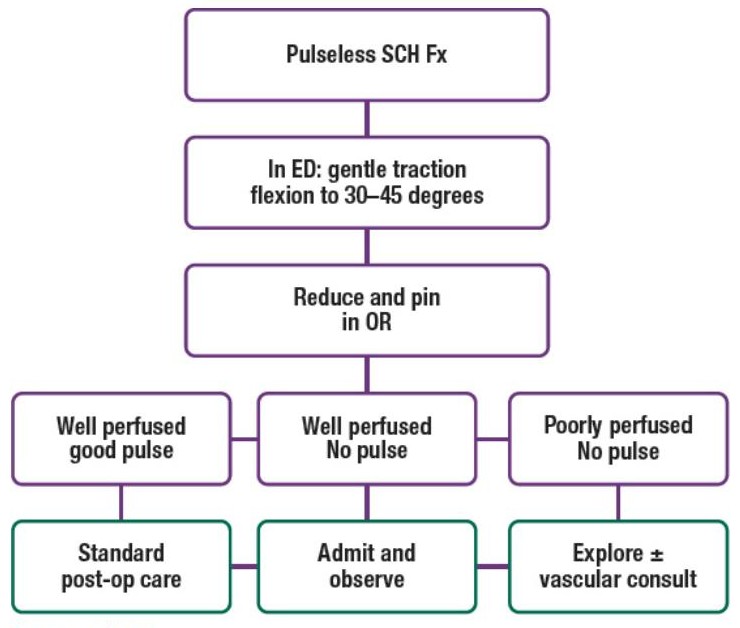 Pulseless SCH Fx
In ED: gentle traction
flexion to 30–45 degrees
Reduce and pin
in OR
Well perfused
good pulse
Well perfused
No pulse
Poorly perfused
No pulse
Standard
post-op care
Admit and
observe
Explore ±
vascular consult